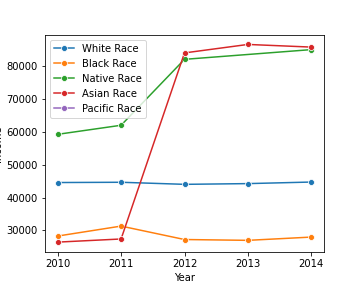 White Race
Black Race
Native Race
Asian Race
Pacific Race
80000
70000
60000
50000
40000
30000
2010
2011
2012
2013
2014
Year